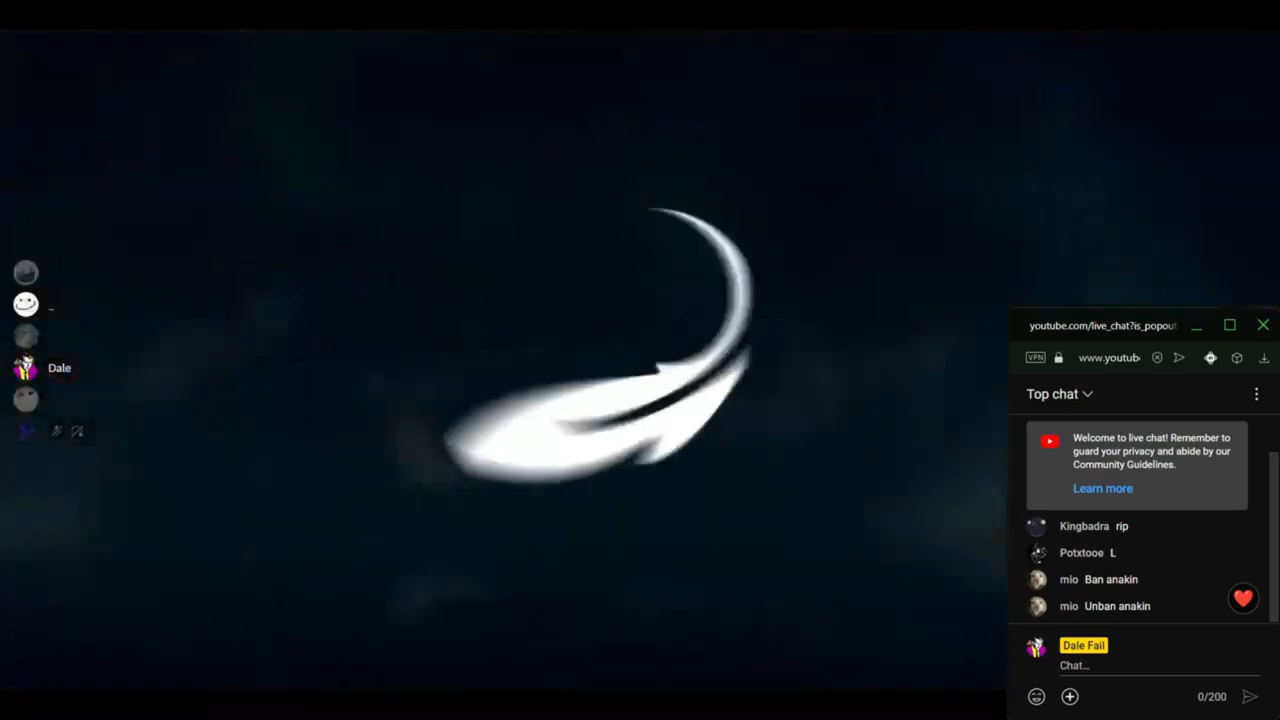 _
Dale
youtube.com/live_chat?is_popout
VPN
www.youtub
Top chat
Welcome to live chat! Remember to
guard your privacy and abide by our
Community Guidelines.
Learn more
Kingbadra rip
Potxtooe L
mio Ban anakin
mio Unban anakin
Dale Fail
Chat...
0/200